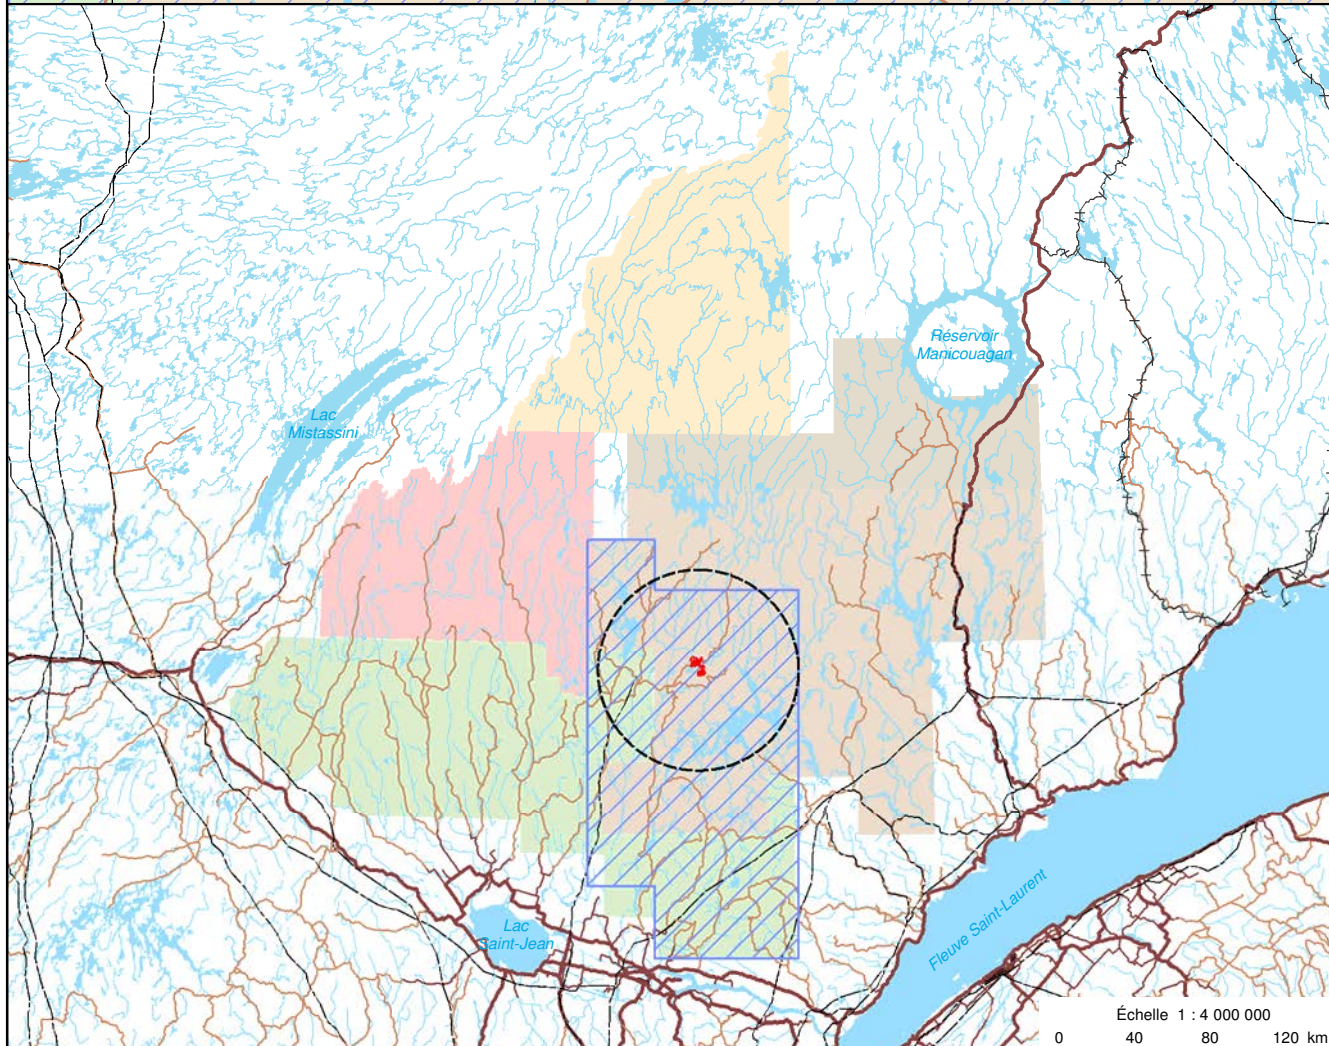 Réservoir
Manicouagan
Lac
Mistassini
Lac
Saint-Jean
Fleuve Saint-Laurent
Échelle 1 : 4 000 000
0 40 80 120 km